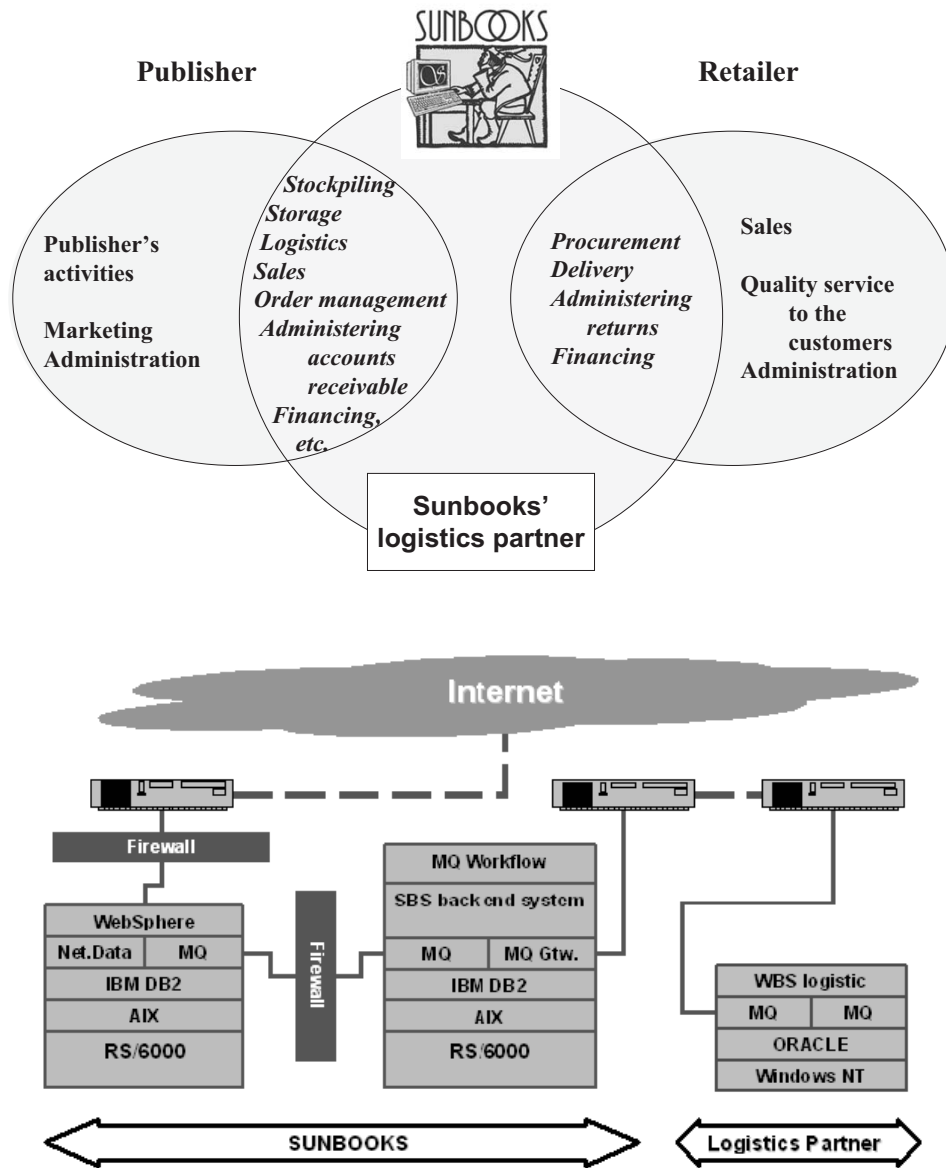 SUNBOOKS
Publisher
Retailer
Stockpiling
Storage
Logistics
Sales
Order management
Administering
accounts
receivable
Financing,
etc.
Publisher’s
activities
Marketing
Administration
Procurement
Delivery
Administering
returns
Financing
Sales
Quality service
to the
customers
Administration
Sunbooks’
logistics partner
Internet
Firewall
WebSphere
Net.Data MQ
IBM DB2
AIX
RS/6000
Firewall
MQ Workflow
SBS backend system
MQ MQ Gtw.
IBM DB2
AIX
RS/6000
WBS logistic
MQ MQ
ORACLE
Windows NT
SUNBOOKS
Logistics Partner